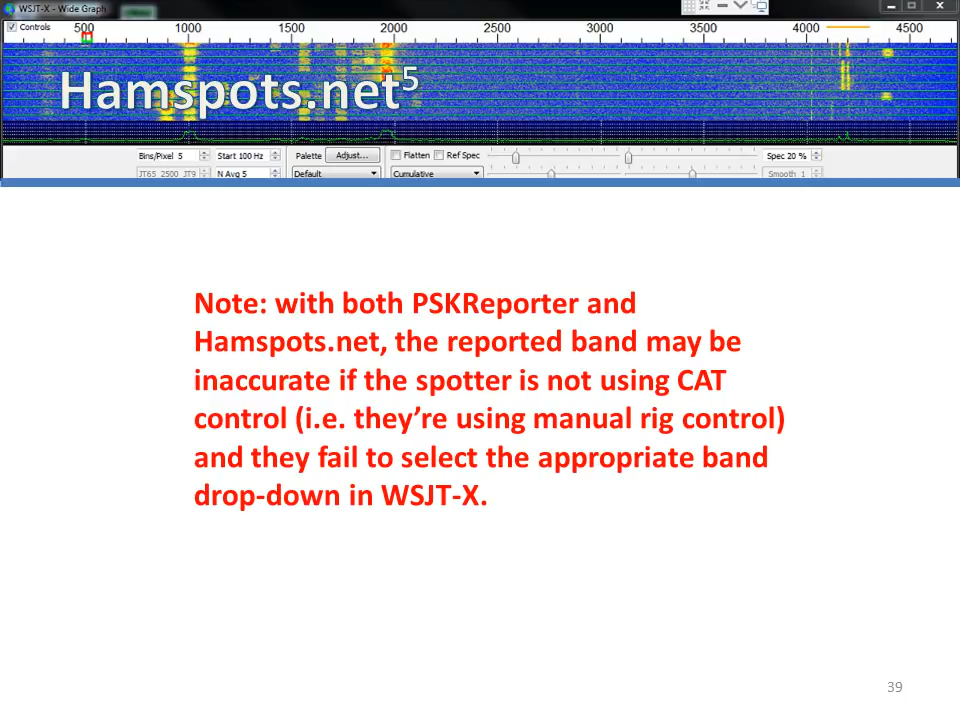 WSJT-X - Wide Graph
Controls
500 1000 1500 2000 2500 3000 3500 4000 4500
Hamspots.net⁵
Bins/Pixel 5 Start 100 Hz Palette Adjust... Flatten Ref Spec Spec 20 %
JT65 2500 JT9 N Avg 5 Default Cumulative Smooth 1
Note: with both PSKReporter and
Hamspots.net, the reported band may be
inaccurate if the spotter is not using CAT
control (i.e. they’re using manual rig control)
and they fail to select the appropriate band
drop-down in WSJT-X.
39